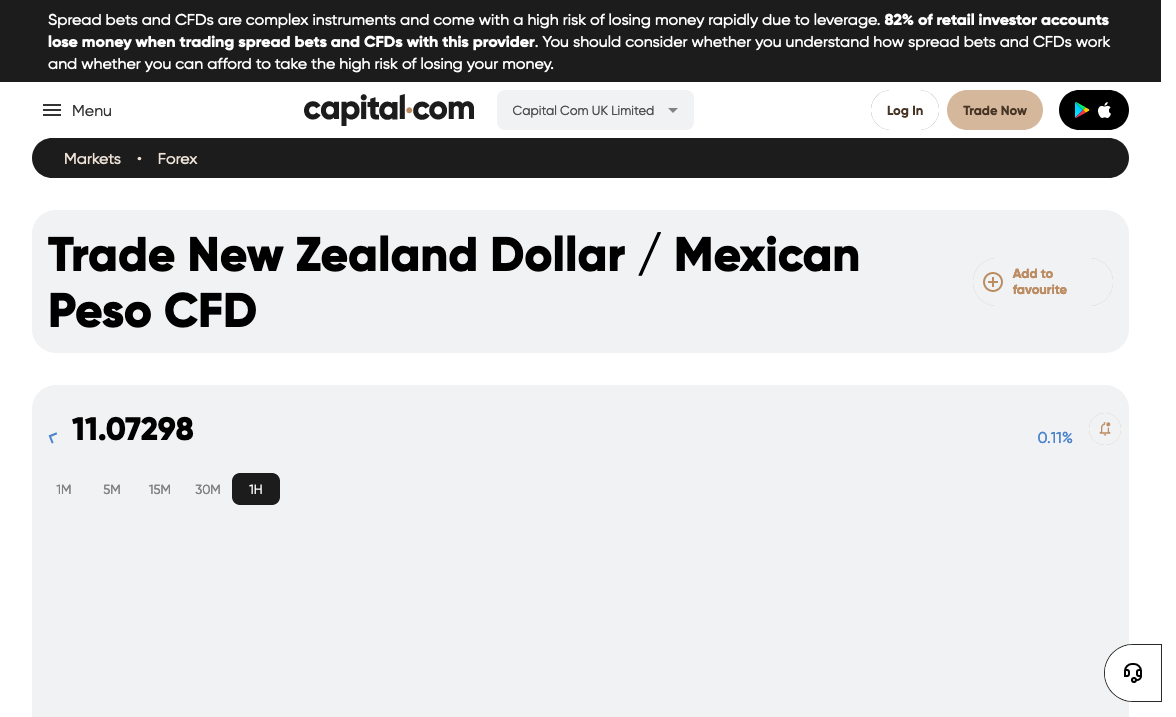 Spread bets and CFDs are complex instruments and come with a high risk of losing money rapidly due to leverage. 82% of retail investor accounts
lose money when trading spread bets and CFDs with this provider. You should consider whether you understand how spread bets and CFDs work
and whether you can afford to take the high risk of losing your money.
Menu
capital.com
Capital Com UK Limited
Log In
Trade Now
Markets • Forex
Trade New Zealand Dollar / Mexican
Peso CFD
Add to
favourite
11.07298
0.11%
1M
5M
15M
30M
1H